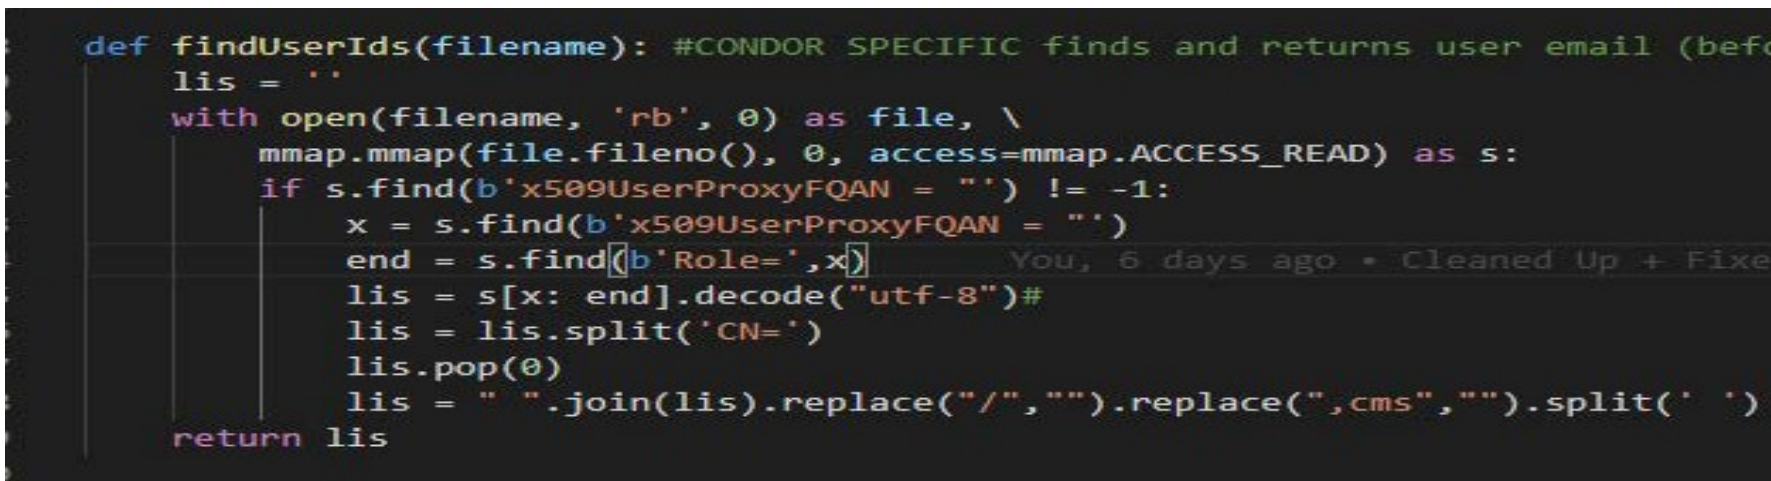 def findUserIds(filename): #CONDOR SPECIFIC finds and returns user email (befo
lis = ''
with open(filename, 'rb', 0) as file, \
mmap.mmap(file.fileno(), 0, access=mmap.ACCESS_READ) as s:
if s.find(b'x509UserProxyFQAN = "') != -1:
x = s.find(b'x509UserProxyFQAN = "')
end = s.find(b'Role=',x) You, 6 days ago • Cleaned Up + Fixe
lis = s[x: end].decode("utf-8")#
lis = lis.split('CN=')
lis.pop(0)
lis = " ".join(lis).replace("/","").replace(",cms","").split(' ')
return lis